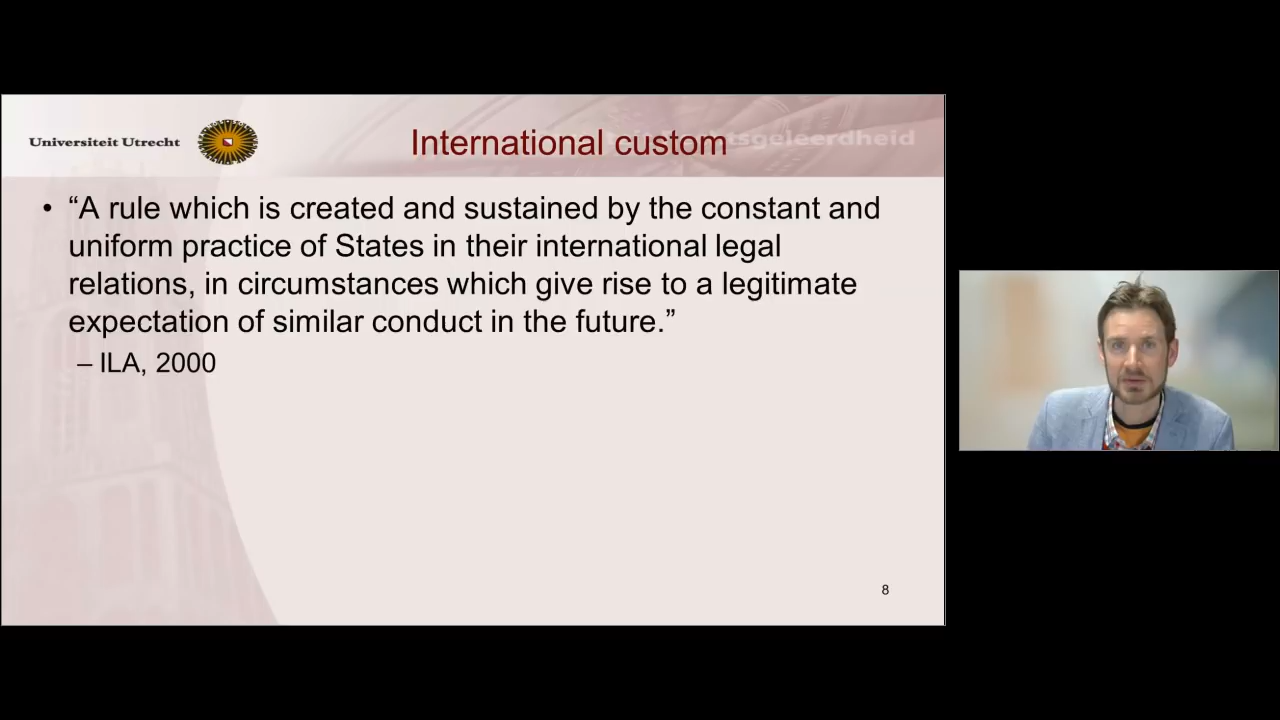 Universiteit Utrecht
International custom
• “A rule which is created and sustained by the constant and
uniform practice of States in their international legal
relations, in circumstances which give rise to a legitimate
expectation of similar conduct in the future.”
– ILA, 2000
8